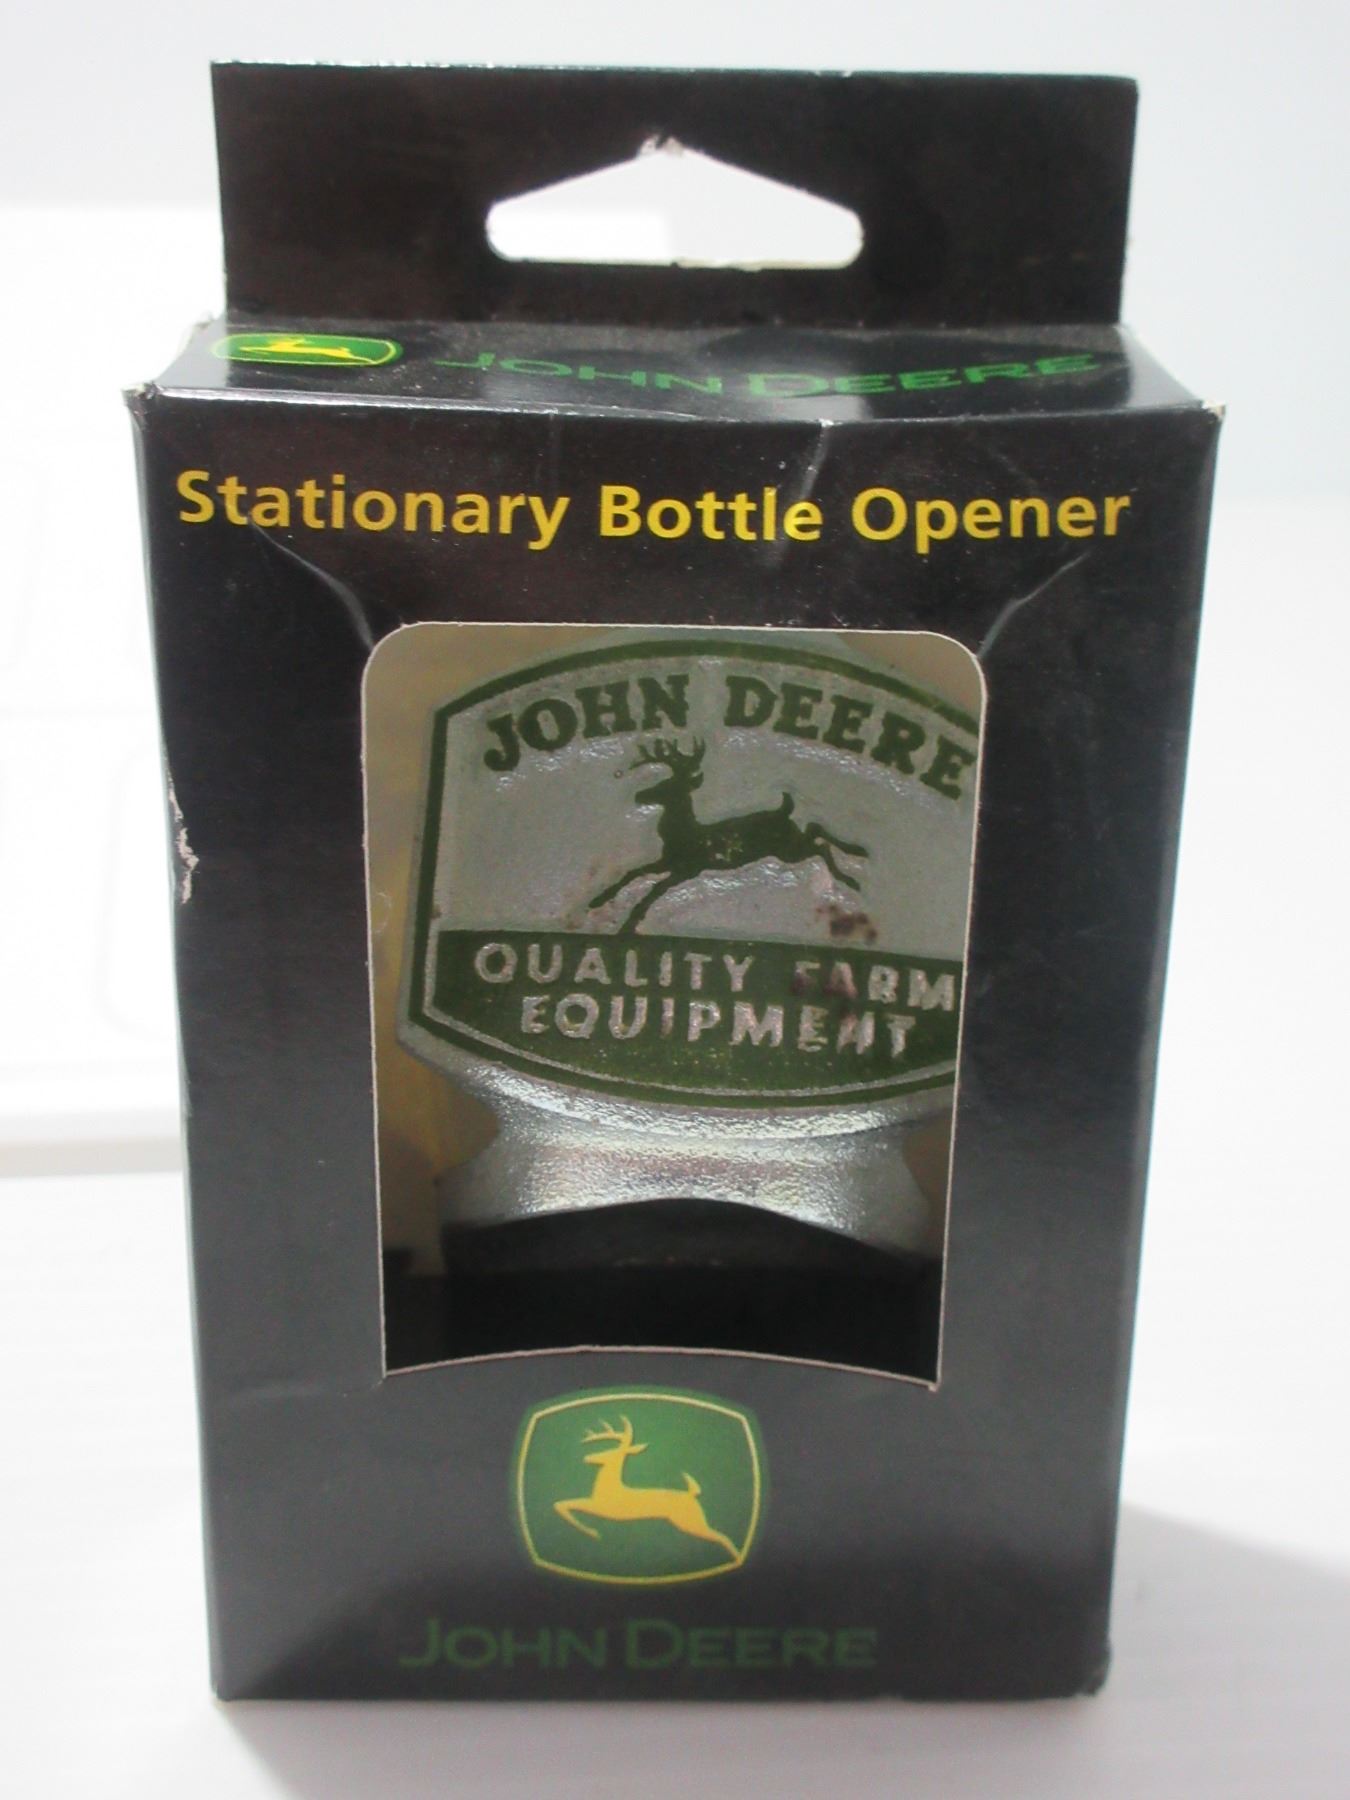 JOHN DEERE
Stationary Bottle Opener
JOHN DEERE
QUALITY FARM
EQUIPMENT
JOHN DEERE